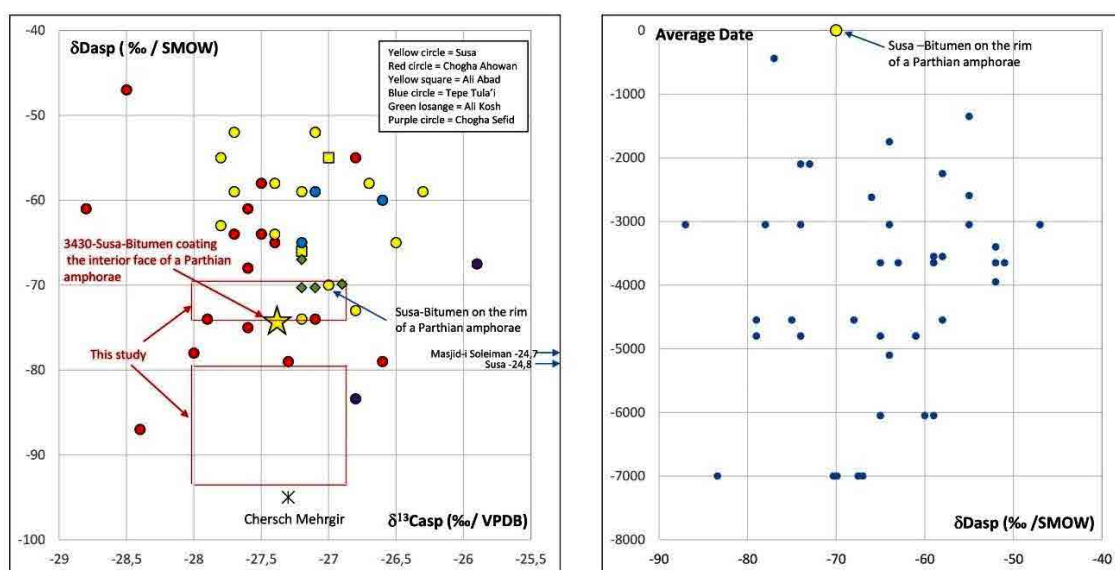 δDasp ( ‰ / SMOW)
Yellow circle = Susa
Red circle = Chogha Ahowan
Yellow square = Ali Abad
Blue circle = Tepe Tula’i
Green losange = Ali Kosh
Purple circle = Chogha Sefid
3430-Susa-Bitumen coating
the interior face of a Parthian
amphorae
Susa-Bitumen on the rim
of a Parthian amphorae
This study
Masjid-i Soleiman -24,7
Susa -24,8
Chersch Mehrgir
δ¹³Casp (‰/ VPDB)
-40
-50
-60
-70
-80
-90
-100
-29 -28,5 -28 -27,5 -27 -26,5 -26 -25,5
Average Date
Susa –Bitumen on the rim
of a Parthian amphorae
δDasp (‰ /SMOW)
0
-1000
-2000
-3000
-4000
-5000
-6000
-7000
-8000
-90 -80 -70 -60 -50 -40